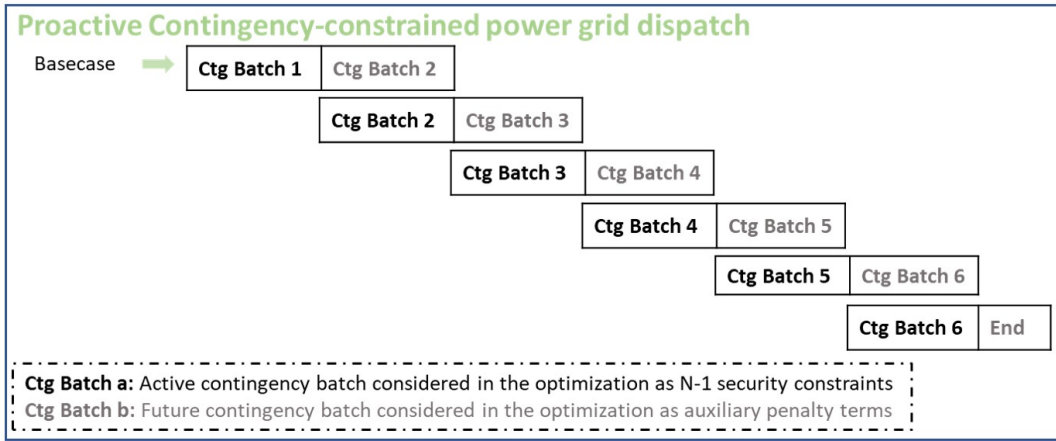 Proactive Contingency-constrained power grid dispatch
Basecase
Ctg Batch 1 Ctg Batch 2
Ctg Batch 2 Ctg Batch 3
Ctg Batch 3 Ctg Batch 4
Ctg Batch 4 Ctg Batch 5
Ctg Batch 5 Ctg Batch 6
Ctg Batch 6 End
Ctg Batch a: Active contingency batch considered in the optimization as N-1 security constraints
Ctg Batch b: Future contingency batch considered in the optimization as auxiliary penalty terms